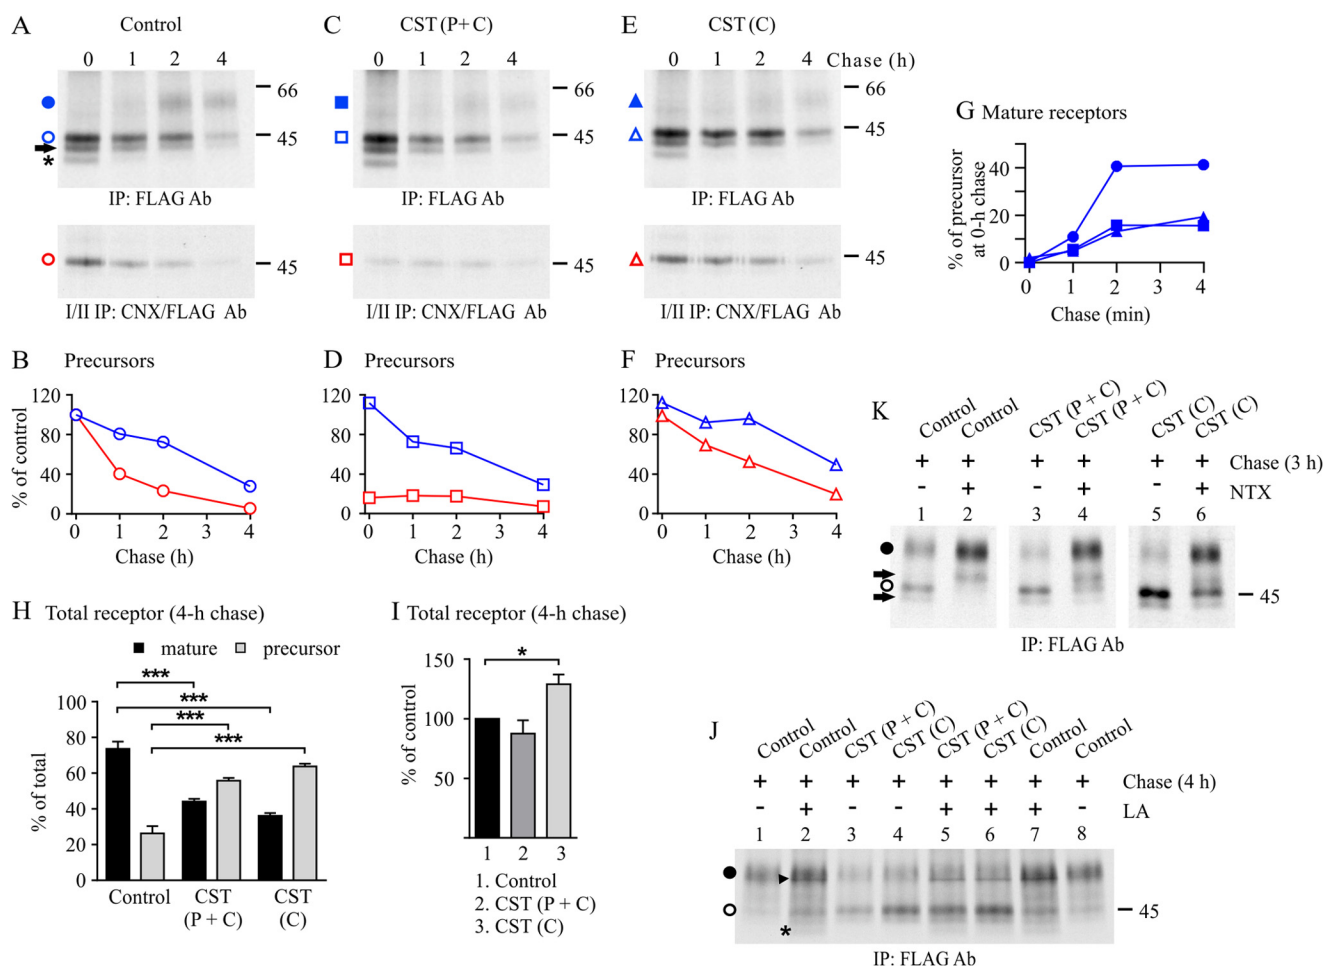 A Control
0 1 2 4
66
45
*
IP: FLAG Ab
45
I/II IP: CNX/FLAG Ab
C CST (P + C)
0 1 2 4
66
45
IP: FLAG Ab
45
I/II IP: CNX/FLAG Ab
E CST (C)
0 1 2 4 Chase (h)
66
45
IP: FLAG Ab
45
I/II IP: CNX/FLAG Ab
G Mature receptors
% of precursor
at 0-h chase
40
20
0
0 1 2 3 4
Chase (min)
B Precursors
% of control
120
80
40
0
0 1 2 3 4
Chase (h)
D Precursors
120
80
40
0
0 1 2 3 4
Chase (h)
F Precursors
120
80
40
0
0 1 2 3 4
Chase (h)
K
Control Control CST (P + C) CST (P + C) CST (C) CST (C)
+ + + + + + Chase (3 h)
- + - + - + NTX
1 2 3 4 5 6
45
IP: FLAG Ab
H Total receptor (4-h chase)
mature precursor
***
***
***
***
% of total
100
80
60
40
20
0
Control CST (P + C) CST (C)
I Total receptor (4-h chase)
*
% of control
150
100
50
1 2 3
1. Control
2. CST (P + C)
3. CST (C)
J
Control Control CST (P + C) CST (C) CST (P + C) CST (C) Control Control
+ + + + + + + + Chase (4 h)
- + - - + + + - LA
1 2 3 4 5 6 7 8
45
*
IP: FLAG Ab